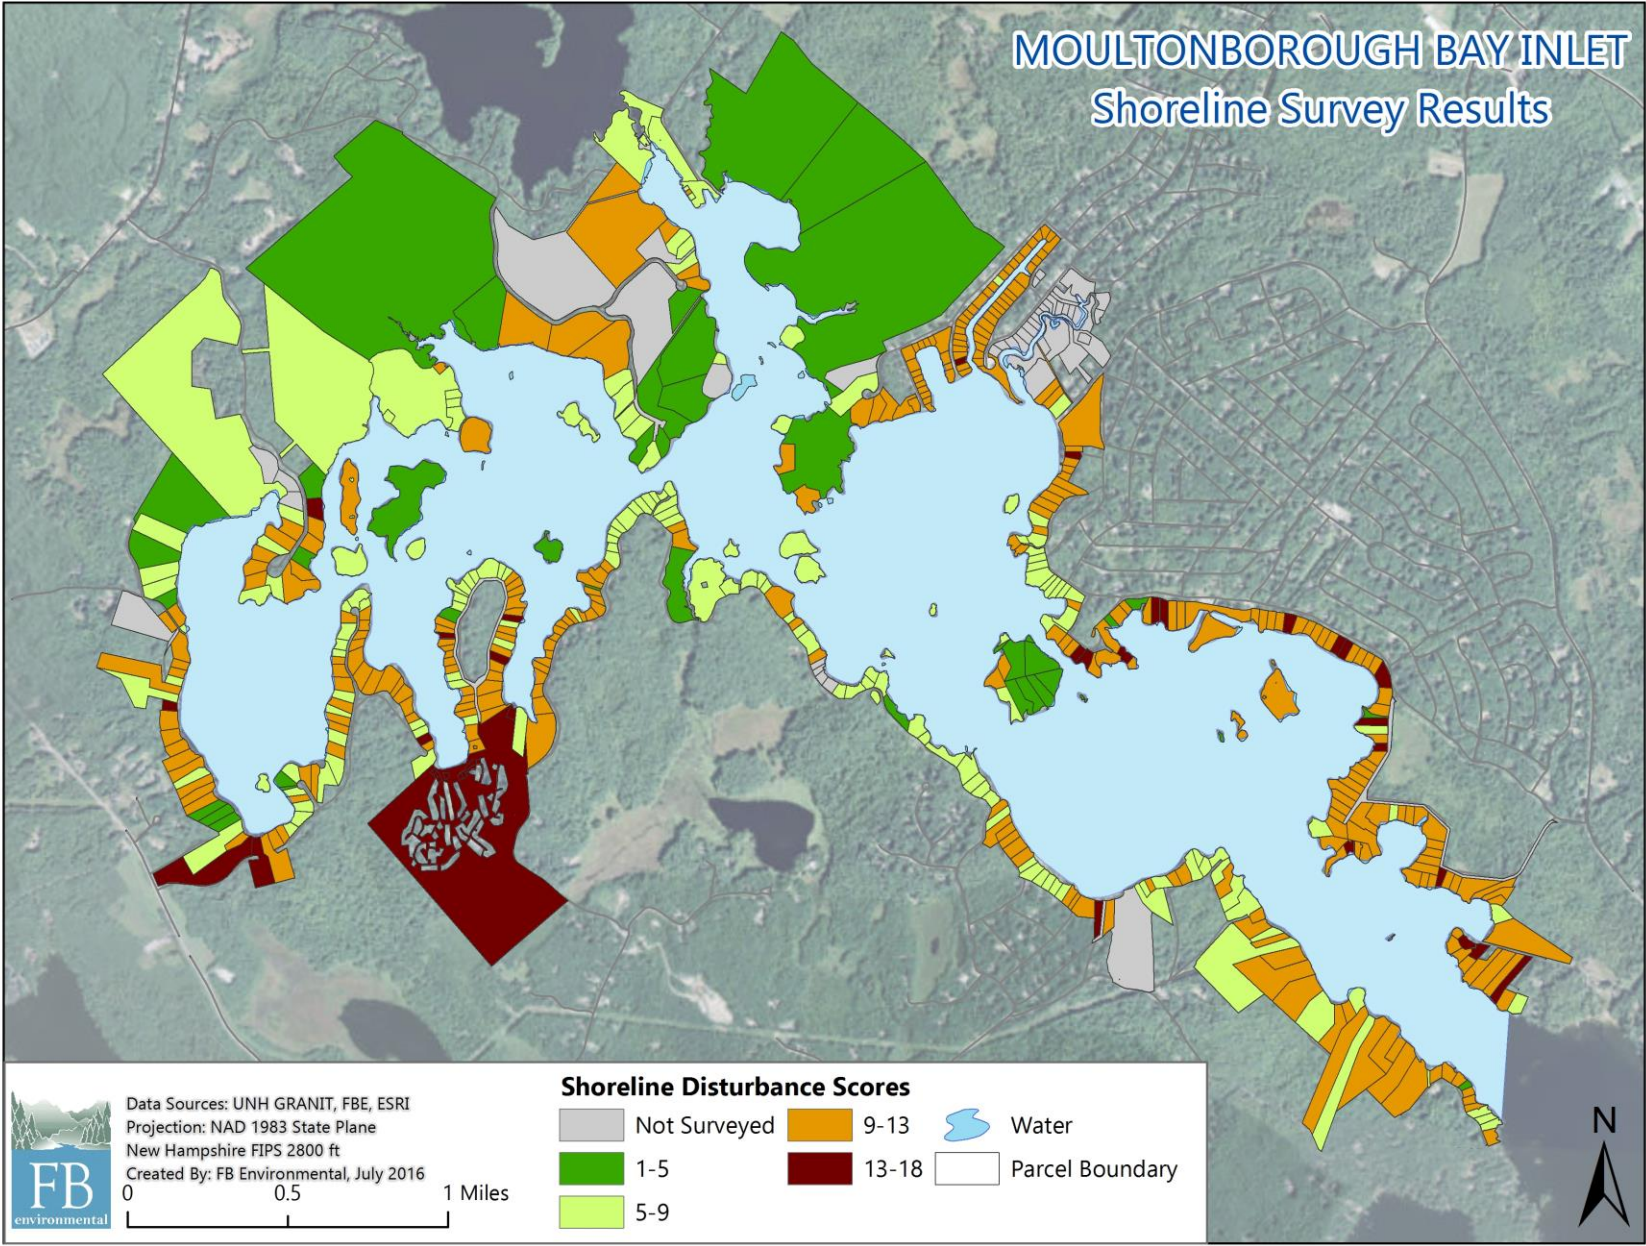 MOULTONBOROUGH BAY INLET
Shoreline Survey Results
Data Sources: UNH GRANIT, FBE, ESRI
Projection: NAD 1983 State Plane
New Hampshire FIPS 2800 ft
Created By: FB Environmental, July 2016
FB
environmental
0 0.5 1 Miles
Shoreline Disturbance Scores
Not Surveyed
1-5
5-9
9-13
13-18
Water
Parcel Boundary
N